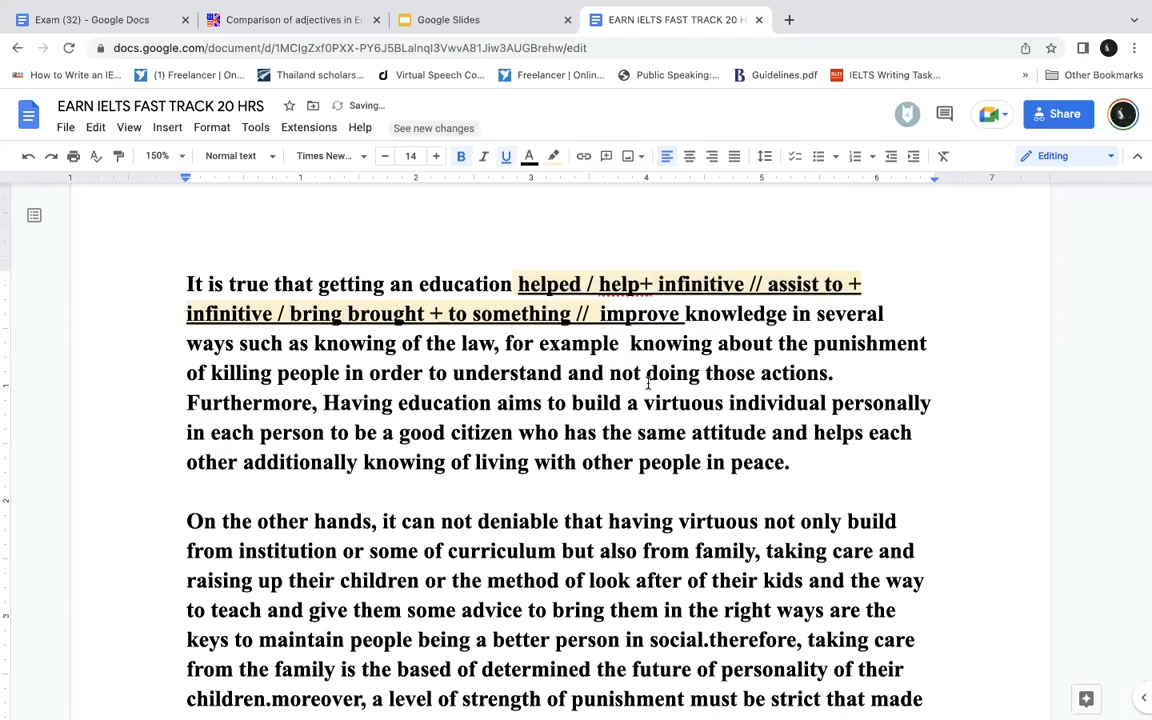 Exam (32) - Google Docs
Comparison of adjectives in E
Google Slides
EARN IELTS FAST TRACK 20 H
docs.google.com/document/d/1MCIgZxf0PXX-PY6J5BLalnqI3VwvA81Jiw3AUGBrehw/edit
How to Write an IE...
(1) Freelancer | On...
Thailand scholars...
Virtual Speech Co...
Freelancer | Onlin...
Public Speaking:...
Guidelines.pdf
IELTS Writing Task...
Other Bookmarks
EARN IELTS FAST TRACK 20 HRS
Saving...
Share
File Edit View Insert Format Tools Extensions Help See new changes
150% Normal text Times New... - 14 + B I U A Editing
1 1 2 3 4 5 6 7
It is true that getting an education helped / help+ infinitive // assist to +
infinitive / bring brought + to something // improve knowledge in several
ways such as knowing of the law, for example knowing about the punishment
of killing people in order to understand and not doing those actions.
Furthermore, Having education aims to build a virtuous individual personally
in each person to be a good citizen who has the same attitude and helps each
other additionally knowing of living with other people in peace.
On the other hands, it can not deniable that having virtuous not only build
from institution or some of curriculum but also from family, taking care and
raising up their children or the method of look after of their kids and the way
to teach and give them some advice to bring them in the right ways are the
keys to maintain people being a better person in social.therefore, taking care
from the family is the based of determined the future of personality of their
children.moreover, a level of strength of punishment must be strict that made